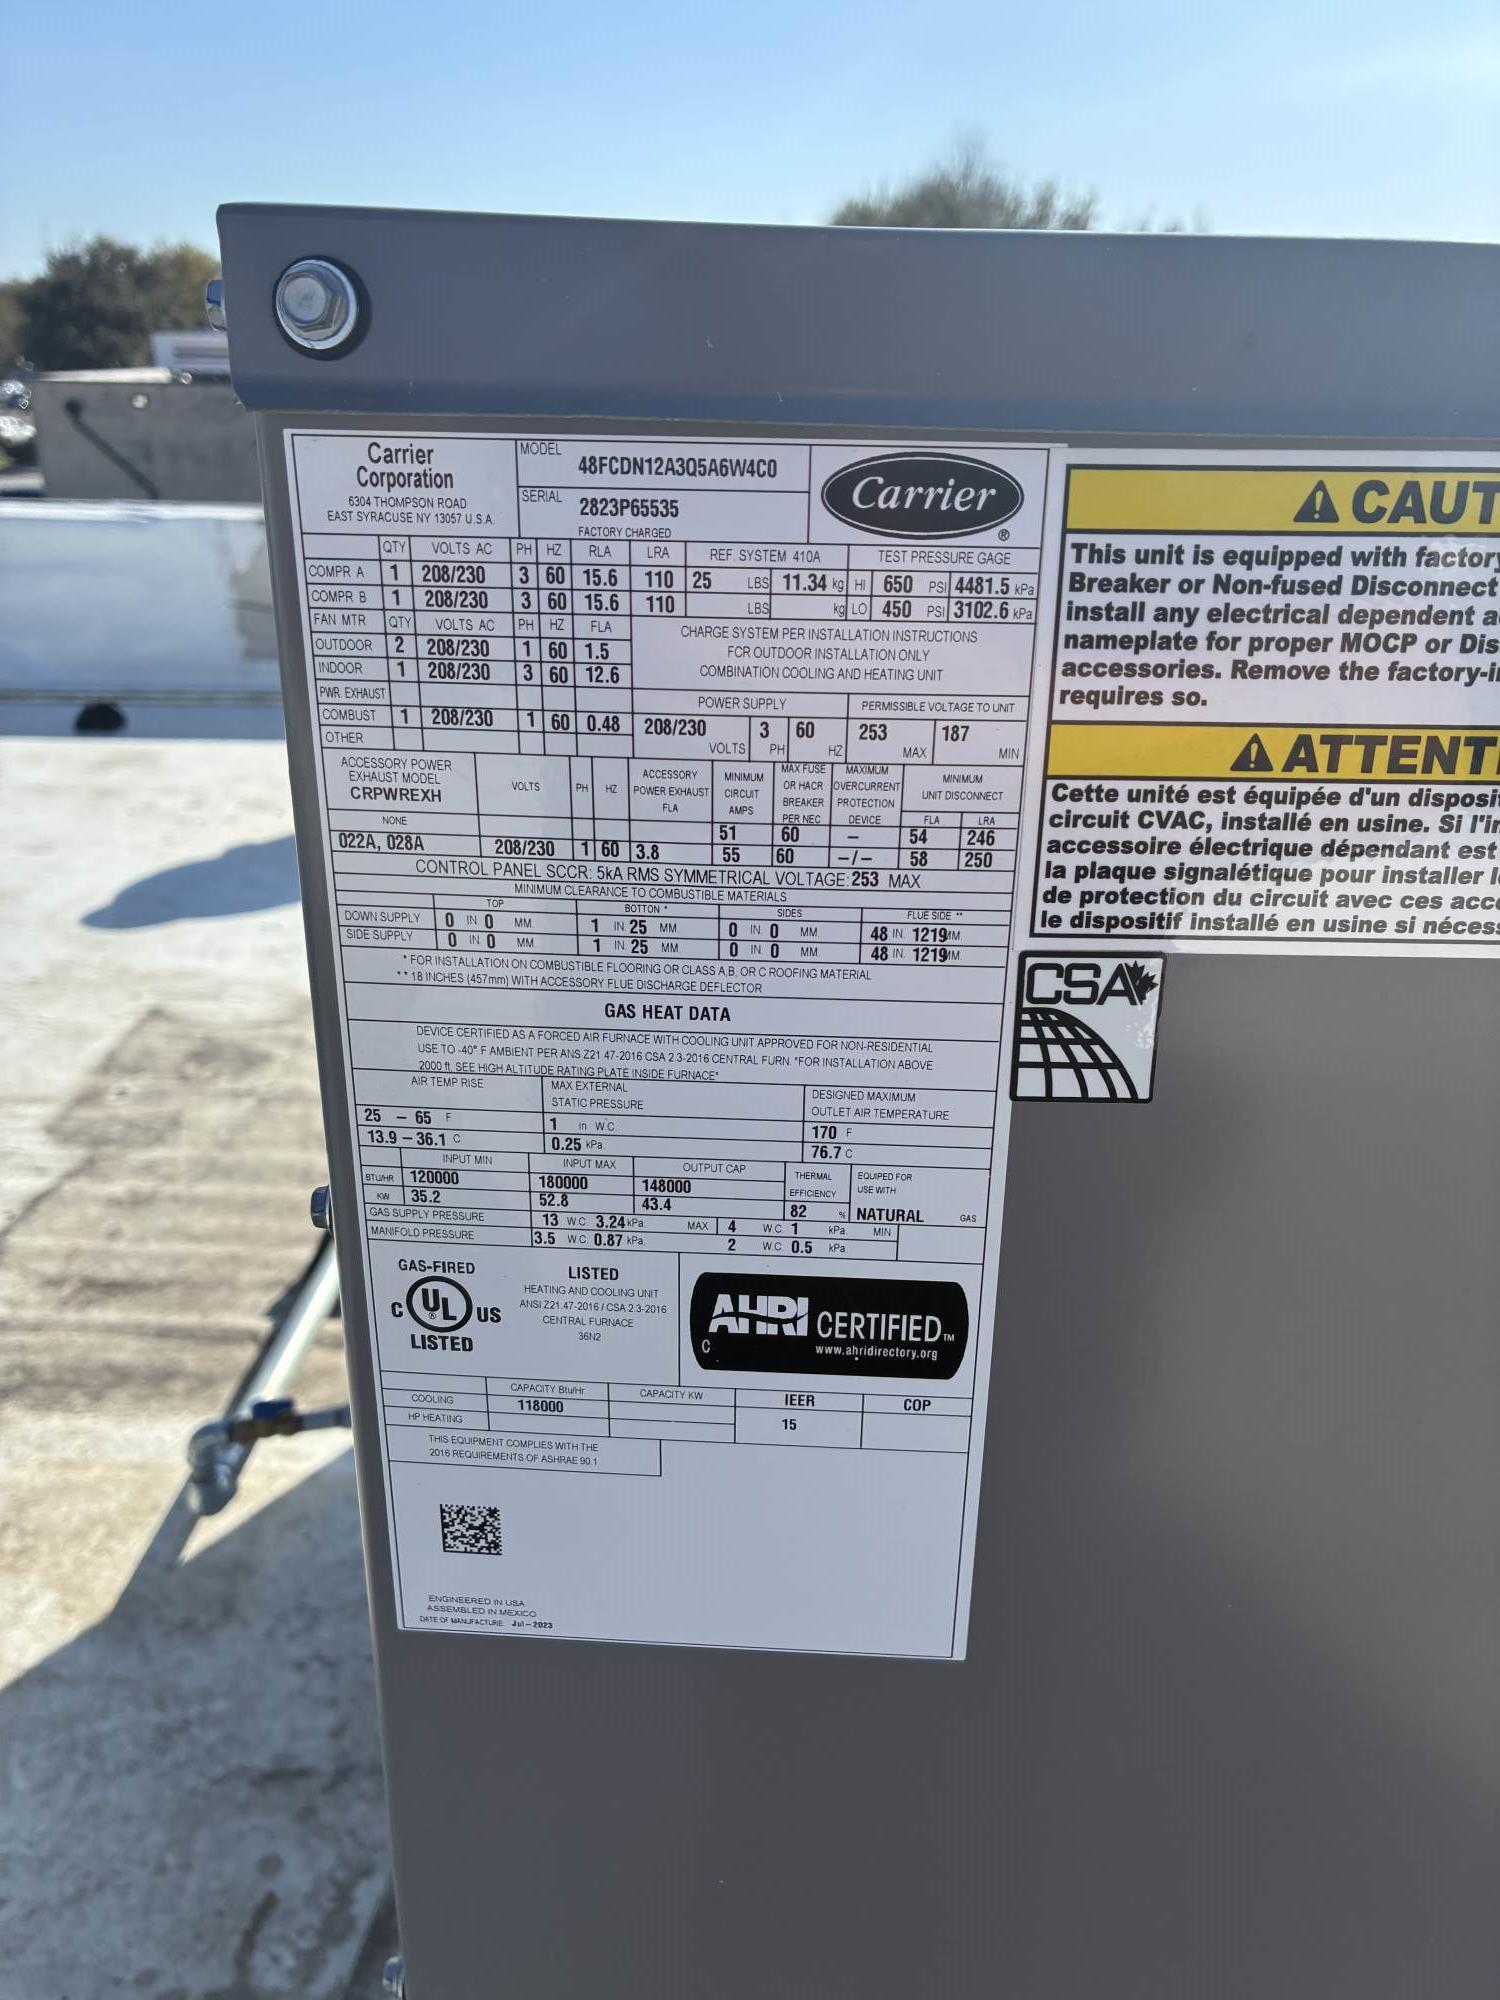 Carrier
Corporation
6304 THOMPSON ROAD
EAST SYRACUSE NY 13057 U.S.A.
MODEL 48FCDN12A3Q5A6W4C0
SERIAL 2823P65535
FACTORY CHARGED
Carrier ®
QTY VOLTS AC PH HZ RLA LRA REF. SYSTEM 410A TEST PRESSURE GAGE
COMPR A 1 208/230 3 60 15.6 110 25 LBS 11.34 kg HI 650 PSI 4481.5 kPa
COMPR B 1 208/230 3 60 15.6 110 LBS kg LO 450 PSI 3102.6 kPa
FAN MTR QTY VOLTS AC PH HZ FLA
OUTDOOR 2 208/230 1 60 1.5
INDOOR 1 208/230 3 60 12.6
CHARGE SYSTEM PER INSTALLATION INSTRUCTIONS
FCR OUTDOOR INSTALLATION ONLY
COMBINATION COOLING AND HEATING UNIT
PWR. EXHAUST
COMBUST 1 208/230 1 60 0.48
OTHER
POWER SUPPLY PERMISSIBLE VOLTAGE TO UNIT
208/230 VOLTS 3 PH 60 HZ 253 MAX 187 MIN
ACCESSORY POWER
EXHAUST MODEL
CRPWREXH
VOLTS PH HZ
ACCESSORY
POWER EXHAUST
FLA
MINIMUM
CIRCUIT
AMPS
MAX FUSE
OR HACR
BREAKER
PER NEC
MAXIMUM
OVERCURRENT
PROTECTION
DEVICE
MINIMUM
UNIT DISCONNECT
FLA LRA
NONE 51 60 – 54 246
022A, 028A 208/230 1 60 3.8 55 60 –/– 58 250
CONTROL PANEL SCCR: 5kA RMS SYMMETRICAL VOLTAGE: 253 MAX
MINIMUM CLEARANCE TO COMBUSTIBLE MATERIALS
TOP BOTTON * SIDES FLUE SIDE **
DOWN SUPPLY 0 IN 0 MM. 1 IN. 25 MM 0 IN. 0 MM. 48 IN. 1219 MM.
SIDE SUPPLY 0 IN 0 MM 1 IN. 25 MM 0 IN. 0 MM. 48 IN. 1219 MM.
* FOR INSTALLATION ON COMBUSTIBLE FLOORING OR CLASS A,B, OR C ROOFING MATERIAL
** 18 INCHES (457mm) WITH ACCESSORY FLUE DISCHARGE DEFLECTOR
GAS HEAT DATA
DEVICE CERTIFIED AS A FORCED AIR FURNACE WITH COOLING UNIT APPROVED FOR NON-RESIDENTIAL
USE TO -40° F AMBIENT PER ANS Z21 47-2016 CSA 2.3-2016 CENTRAL FURN. *FOR INSTALLATION ABOVE
2000 ft, SEE HIGH ALTITUDE RATING PLATE INSIDE FURNACE*
AIR TEMP RISE
25 – 65 F
13.9 – 36.1 C
MAX EXTERNAL
STATIC PRESSURE
1 in W.C.
0.25 kPa.
DESIGNED MAXIMUM
OUTLET AIR TEMPERATURE
170 F
76.7 C
INPUT MIN INPUT MAX OUTPUT CAP
BTU/HR 120000 180000 148000
KW 35.2 52.8 43.4
THERMAL
EFFICIENCY
82 %
EQUIPED FOR
USE WITH
NATURAL GAS
GAS SUPPLY PRESSURE 13 W.C. 3.24 kPa. MAX 4 W.C. 1 kPa. MIN
MANIFOLD PRESSURE 3.5 W.C. 0.87 kPa. 2 W.C. 0.5 kPa.
GAS-FIRED
C UL ® US
LISTED
LISTED
HEATING AND COOLING UNIT
ANSI Z21.47-2016 / CSA 2.3-2016
CENTRAL FURNACE
36N2
AHRI CERTIFIED™
C
www.ahridirectory.org
CAPACITY Btu/Hr CAPACITY KW IEER COP
COOLING 118000 15
HP HEATING
THIS EQUIPMENT COMPLIES WITH THE
2016 REQUIREMENTS OF ASHRAE 90.1
ENGINEERED IN USA
ASSEMBLED IN MEXICO
DATE OF MANUFACTURE: Jul-2023
CAUT
This unit is equipped with factory
Breaker or Non-fused Disconnect
install any electrical dependent a
nameplate for proper MOCP or Dis
accessories. Remove the factory-i
requires so.
ATTENT
Cette unité est équipée d'un disposi
circuit CVAC, installé en usine. Si l'i
accessoire électrique dépendant est
la plaque signalétique pour installer l
de protection du circuit avec ces acc
le dispositif installé en usine si néces
CSA